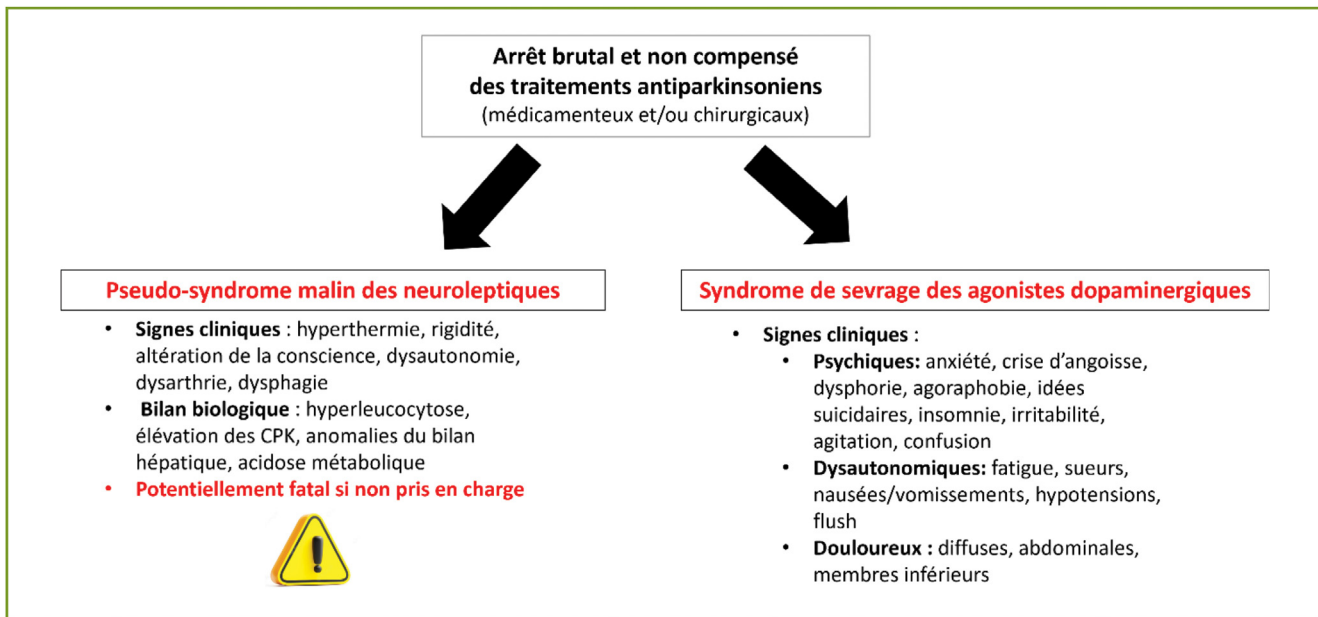 Arrêt brutal et non compensé
des traitements antiparkinsoniens
(médicamenteux et/ou chirurgicaux)
Pseudo-syndrome malin des neuroleptiques
• Signes cliniques : hyperthermie, rigidité,
altération de la conscience, dysautonomie,
dysarthrie, dysphagie
• Bilan biologique : hyperleucocytose,
élévation des CPK, anomalies du bilan
hépatique, acidose métabolique
• Potentiellement fatal si non pris en charge
!
Syndrome de sevrage des agonistes dopaminergiques
• Signes cliniques :
• Psychiques: anxiété, crise d'angoisse,
dysphorie, agoraphobie, idées
suicidaires, insomnie, irritabilité,
agitation, confusion
• Dysautonomiques: fatigue, sueurs,
nausées/vomissements, hypotensions,
flush
• Douloureux : diffuses, abdominales,
membres inférieurs